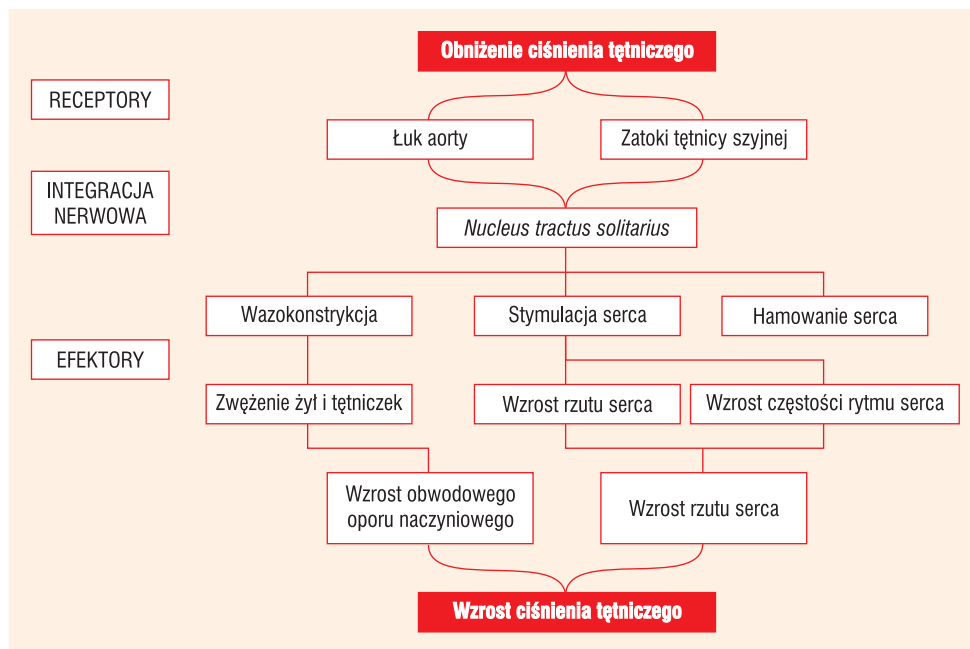 Obniżenie ciśnienia tętniczego
RECEPTORY
Łuk aorty
Zatoki tętnicy szyjnej
INTEGRACJA
NERWOWA
Nucleus tractus solitarius
Wazokonstrykcja
Stymulacja serca
Hamowanie serca
EFEKTORY
Zwężenie żył i tętniczek
Wzrost rzutu serca
Wzrost częstości rytmu serca
Wzrost obwodowego
oporu naczyniowego
Wzrost rzutu serca
Wzrost ciśnienia tętniczego